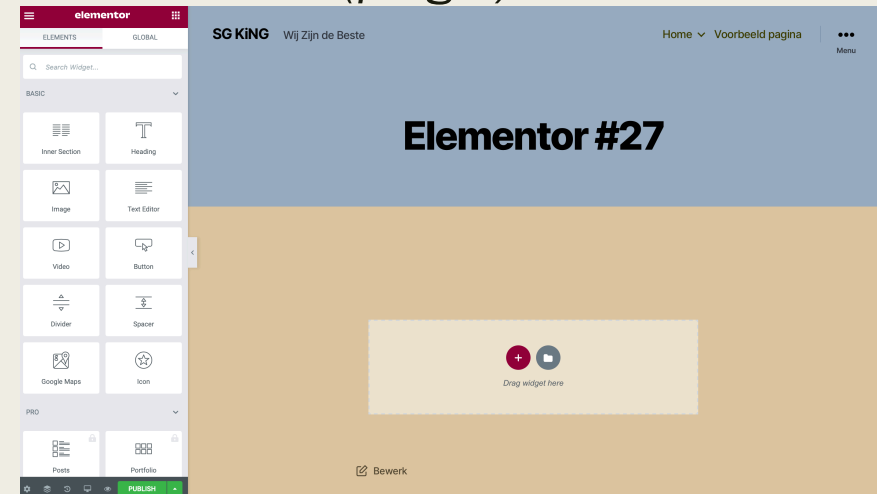 elementor
ELEMENTS GLOBAL
Search Widget...
BASIC
Inner Section Heading
Image Text Editor
Video Button
Divider Spacer
Google Maps Icon
PRO
Posts Portfolio
PUBLISH
SG KiNG Wij Zijn de Beste
Home Voorbeeld pagina
Menu
Elementor #27
Drag widget here
Bewerk